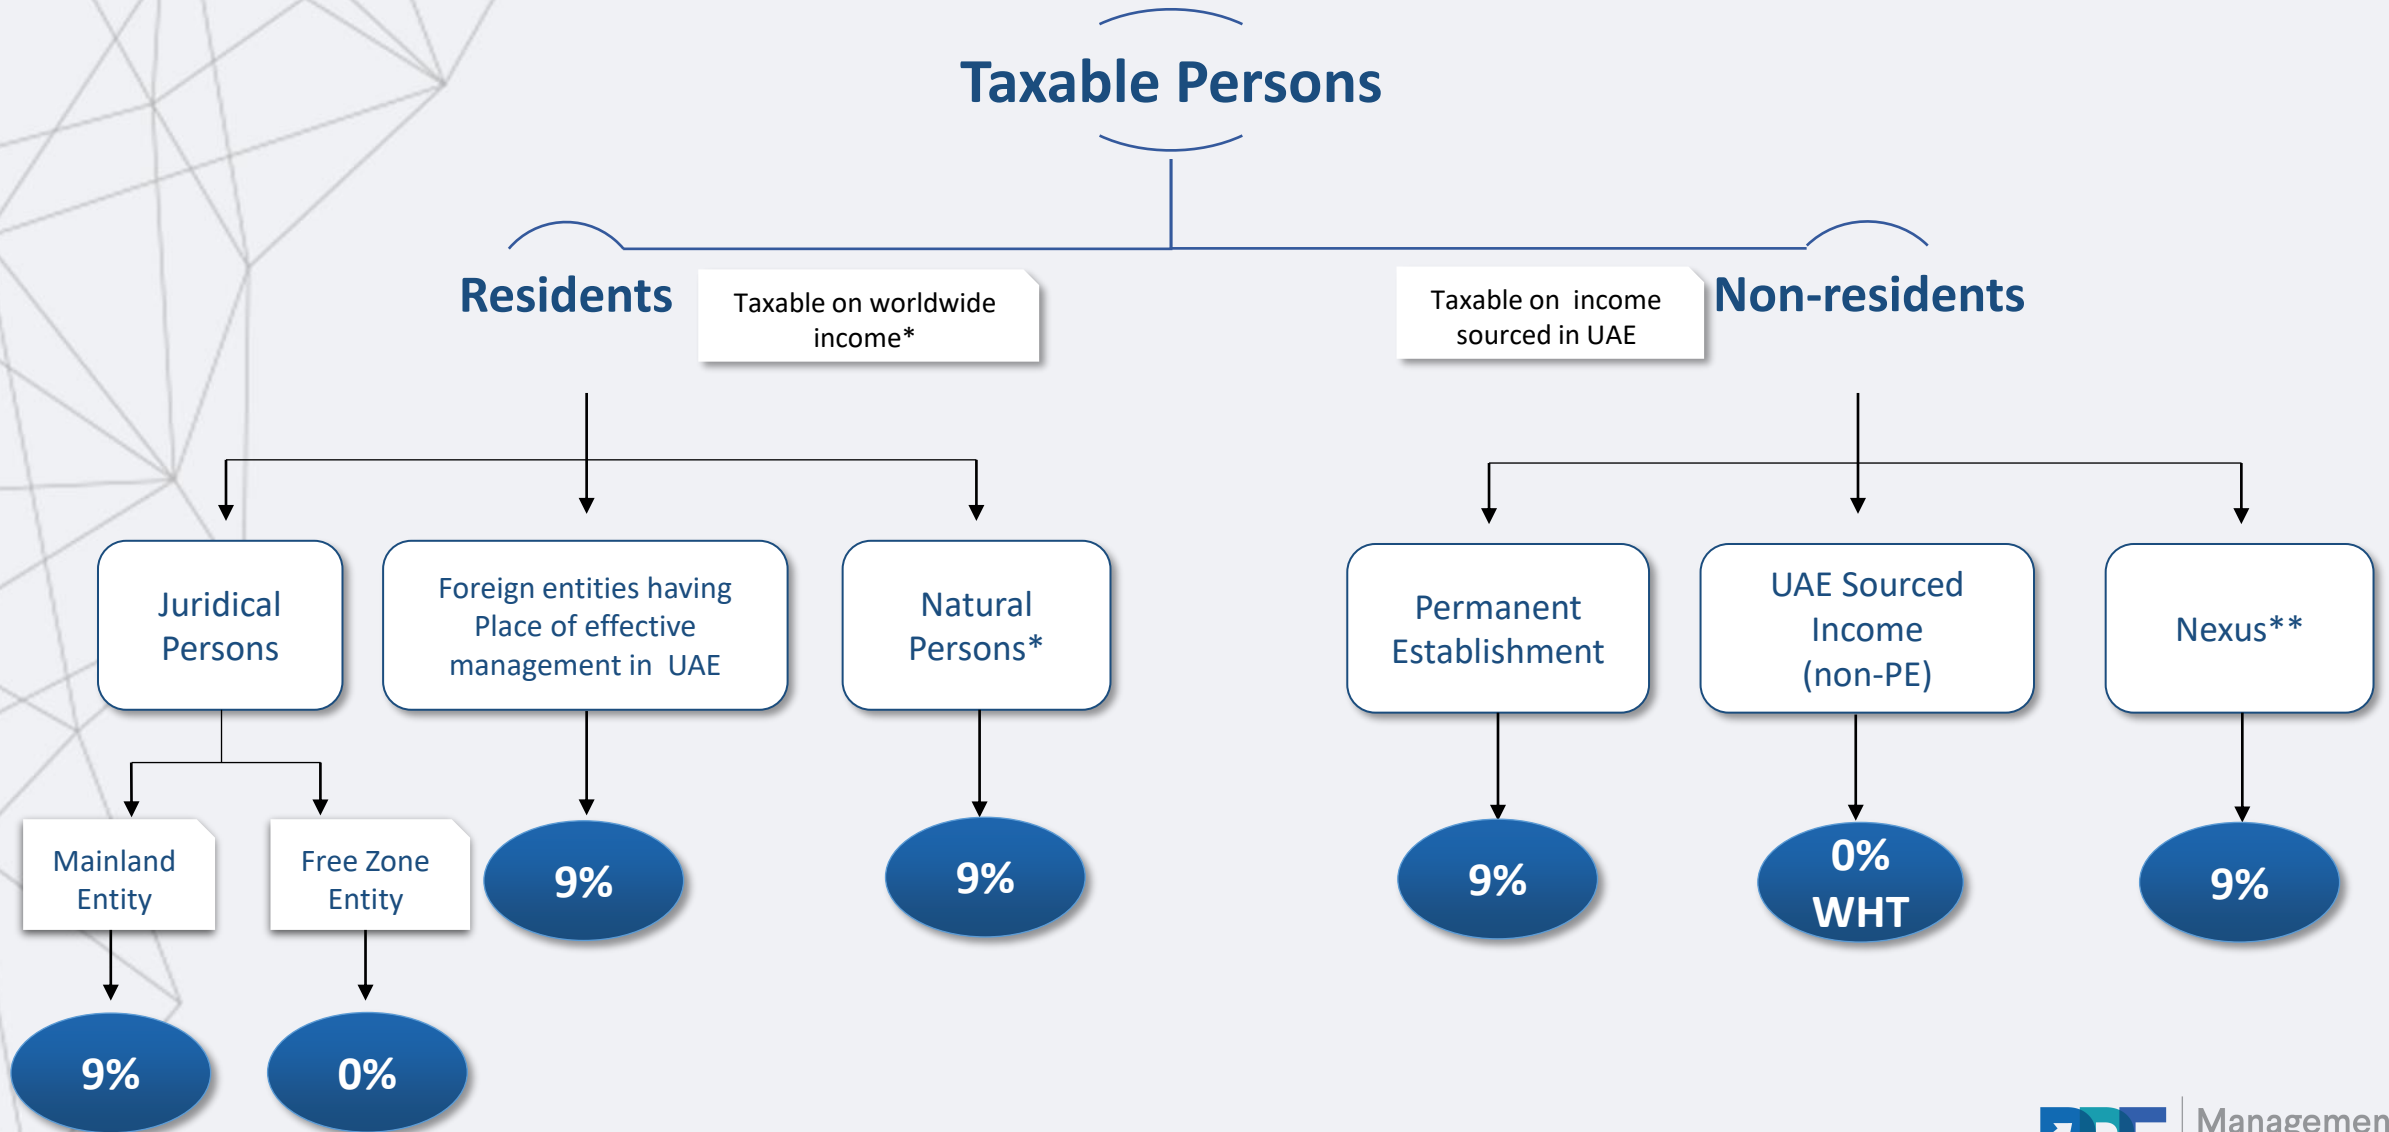 Taxable Persons
Residents
Taxable on worldwide
income*
Taxable on income
sourced in UAE
Non-residents
Juridical
Persons
Foreign entities having
Place of effective
management in UAE
Natural
Persons*
Permanent
Establishment
UAE Sourced
Income
(non-PE)
Nexus**
Mainland
Entity
Free Zone
Entity
9%
9%
9%
0%
WHT
9%
9%
0%